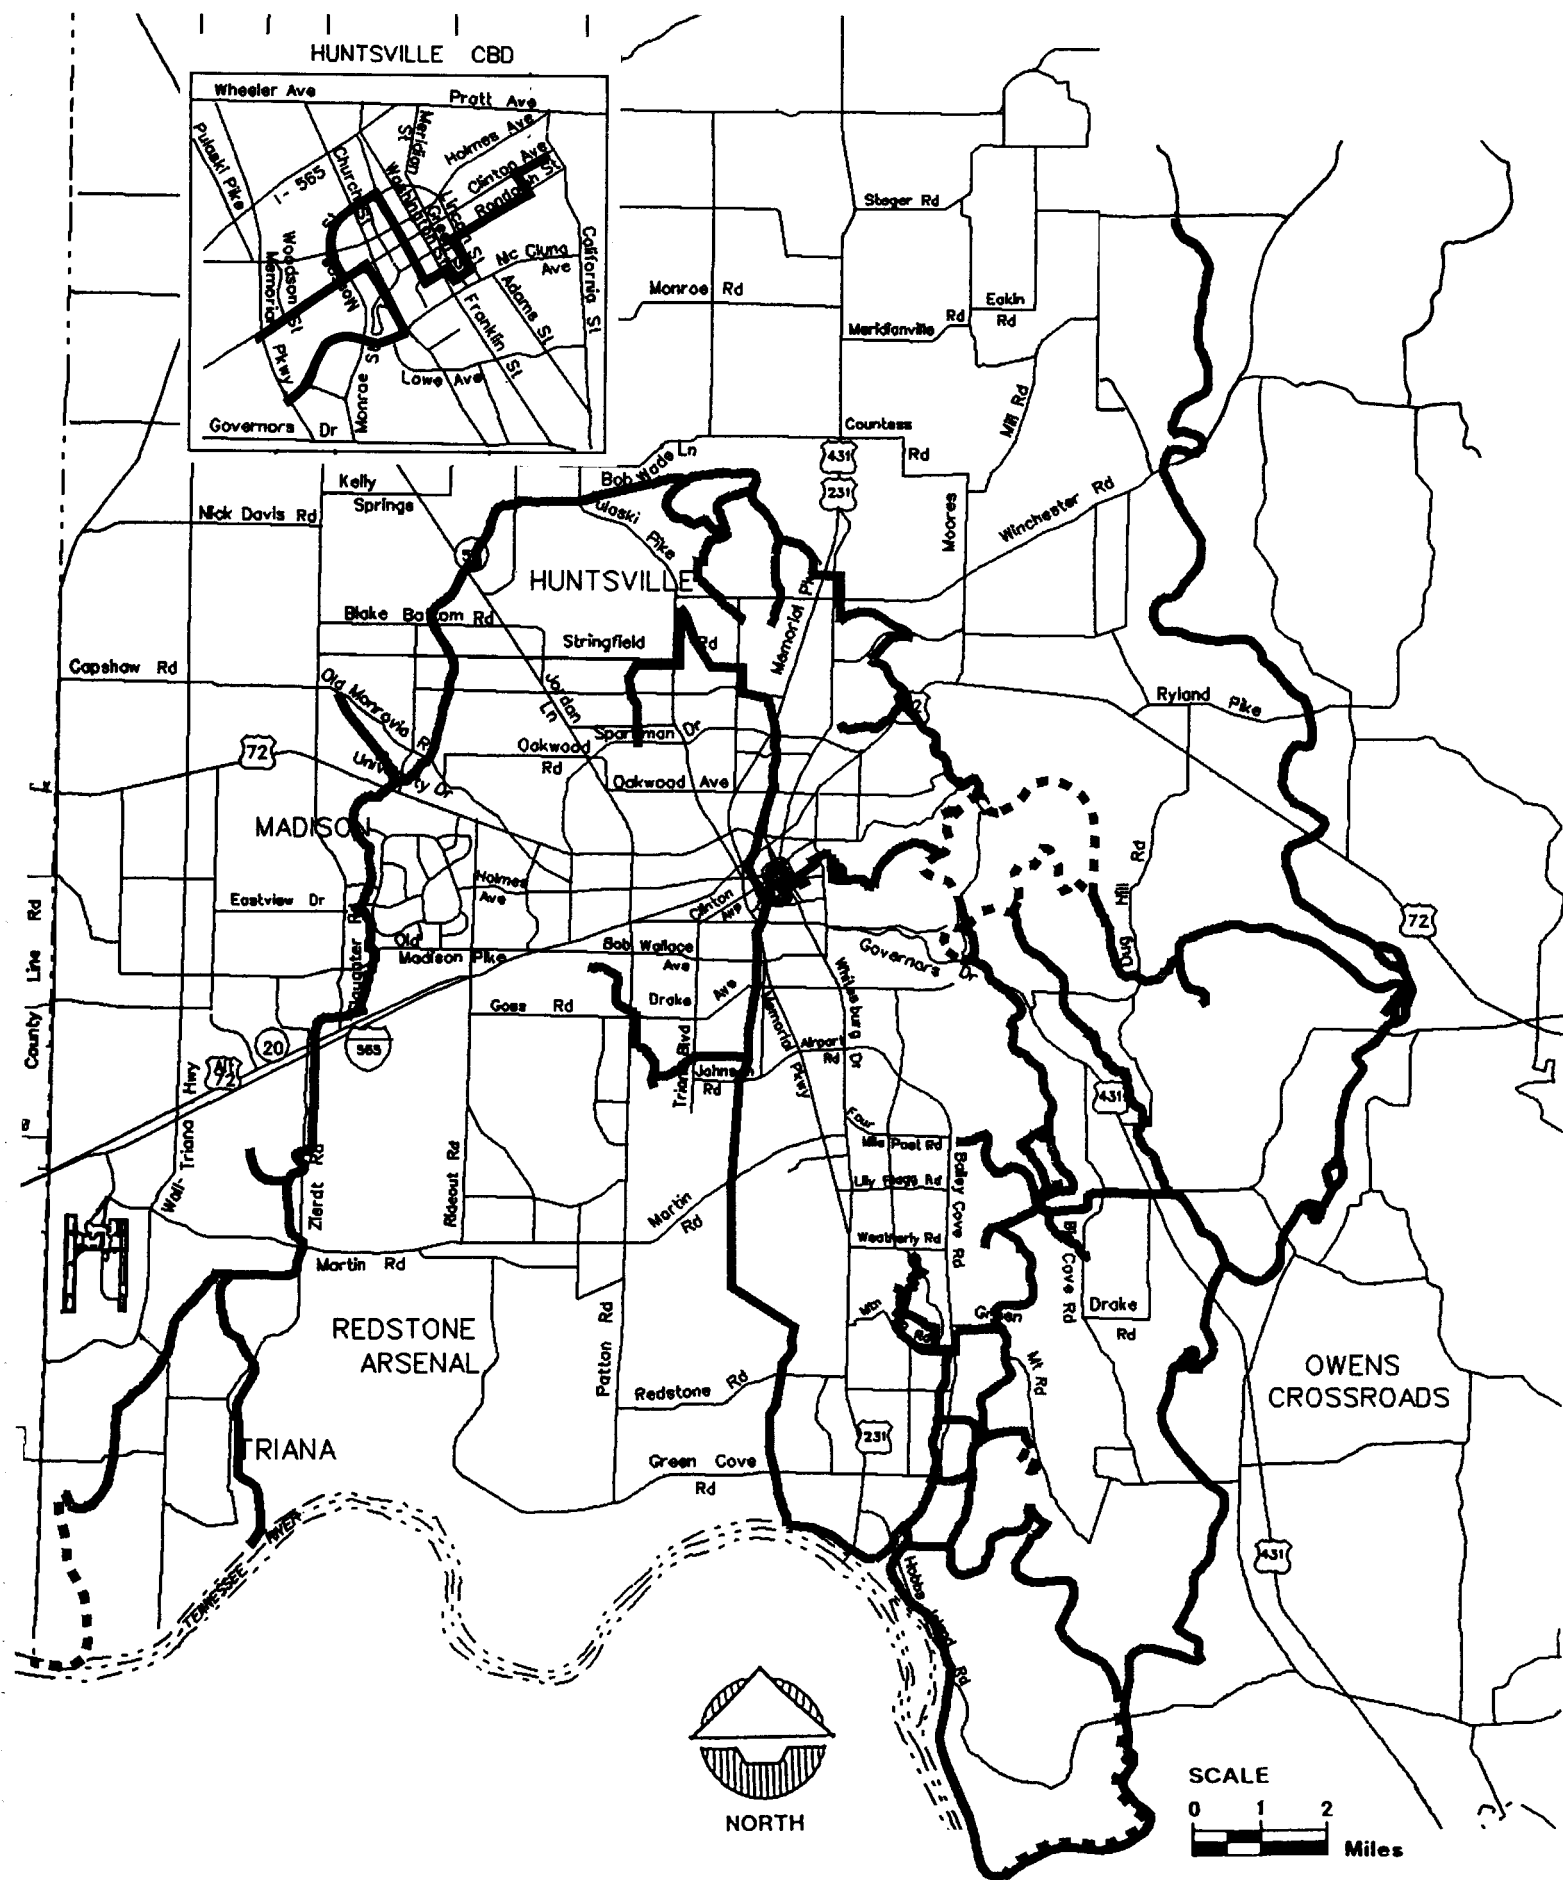 HUNTSVILLE CBD
Wheeler Ave
Pratt Ave
Pulaski Pike
I-565
Church St
Meridian St
Holmes Ave
Clinton Ave
Randolph St
Washington St
Green St
Lincoln St
Mc Clung Ave
California St
Woodson St
Memorial Pkwy
Monroe St
Adams St
Franklin St
Lowe Ave
Governors Dr
Steger Rd
Monroe Rd
Eakin Rd
Meridianville Rd
Mill Rd
Countess Rd
431
231
Bob Wade Ln
Kelly
Springs
Nick Davis Rd
Pulaski Pike
Moores
Winchester Rd
HUNTSVILLE
Memorial
Blake Bottom Rd
Stringfield Rd
Capshaw Rd
Old Monrovia Rd
Jordan Ln
Ryland Pike
Sparkman Dr
72
Oakwood Rd
University Dr
Oakwood Ave
MADISON
Holmes Ave
Eastview Dr
Slaughter Rd
Clinton Ave
Dug Hill Rd
72
County Line Rd
Old
Madison Pike
Bob Wallace Ave
Governors Dr
Whitesburg Dr
Goss Rd
Drake Ave
Memorial Pkwy
20
565
Alt 72
Airport Rd
Triana Blvd
Johnson Rd
431
Wall-Triana Hwy
Zierdt Rd
Rideout Rd
Four
Mile Post Rd
Bailey Cove Rd
Lily Flagg Rd
Martin Rd
Weatherly Rd
Martin Rd
Big Cove Rd
Drake Rd
REDSTONE
ARSENAL
Mtn
Green
Mt Rd
Patton Rd
Redstone Rd
OWENS
CROSSROADS
231
TRIANA
Green Cove Rd
431
TENNESSEE RIVER
Hobbs Island Rd
NORTH
SCALE
0 1 2
Miles